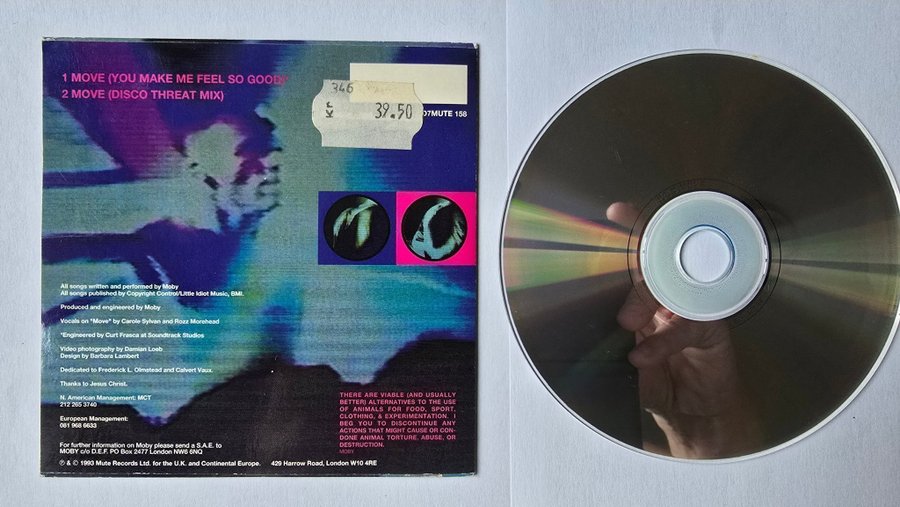 1 MOVE (YOU MAKE ME FEEL SO GOOD)
2 MOVE (DISCO THREAT MIX)
346
Kr
39.50
07MUTE 158
All songs written and performed by Moby
All songs published by Copyright Control/Little Idiot Music, BMI.
Produced and engineered by Moby
Vocals on "Move" by Carole Sylvan and Rozz Morehead
*Engineered by Curt Frasca at Soundtrack Studios
Video photography by Damian Loeb
Design by Barbara Lambert
Dedicated to Frederick L. Olmstead and Calvert Vaux.
Thanks to Jesus Christ.
N. American Management: MCT
212 265 3740
European Management:
081 968 6633
For further information on Moby please send a S.A.E. to
MOBY c/o D.E.F. PO Box 2477 London NW6 6NQ
℗ & © 1993 Mute Records Ltd. for the U.K. and Continental Europe. 429 Harrow Road, London W10 4RE
THERE ARE VIABLE (AND USUALLY
BETTER) ALTERNATIVES TO THE USE
OF ANIMALS FOR FOOD, SPORT,
CLOTHING, & EXPERIMENTATION. I
BEG YOU TO DISCONTINUE ANY
ACTIONS THAT MIGHT CAUSE OR CON-
DONE ANIMAL TORTURE, ABUSE, OR
DESTRUCTION.
MOBY